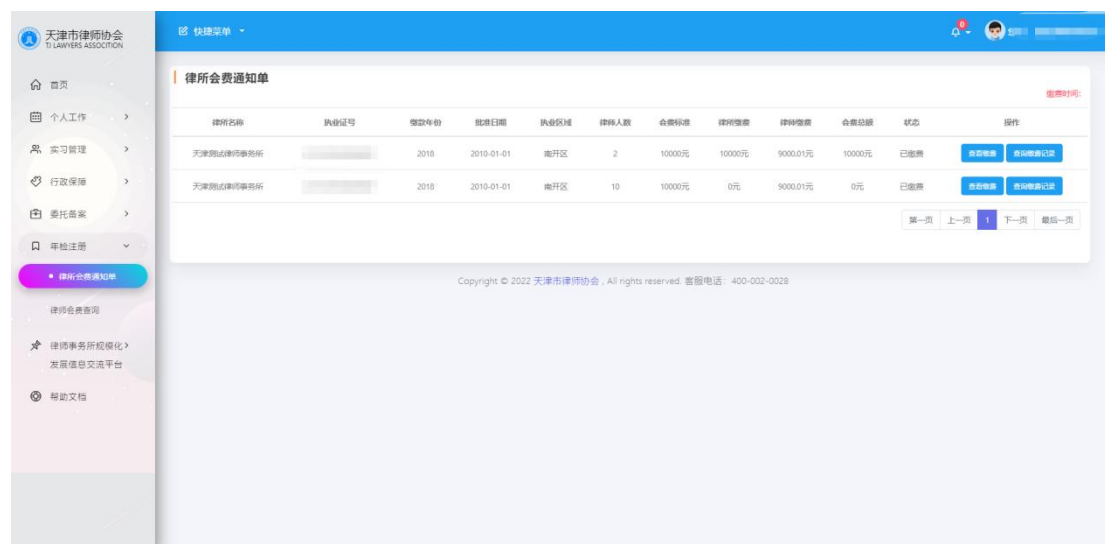 天津市律师协会
TJ LAWYERS ASSOCITION
快捷菜单
0
首页
个人工作
实习管理
行政保障
委托备案
年检注册
律所会费通知单
律师会费查询
律师事务所规模化
发展信息交流平台
帮助文档
律所会费通知单
缴费时间:
律所名称 执业证号 缴款年份 批准日期 执业区域 律师人数 会费标准 律所缴费 律师缴费 会费总额 状态 操作
天津测试律师事务所 2018 2010-01-01 南开区 2 10000元 10000元 9000.01元 10000元 已缴费 查看缴费 查询缴费记录
天津测试律师事务所 2018 2010-01-01 南开区 10 10000元 0元 9000.01元 0元 已缴费 查看缴费 查询缴费记录
第一页 上一页 1 下一页 最后一页
Copyright © 2022 天津市律师协会 , All rights reserved. 客服电话：400-002-0028